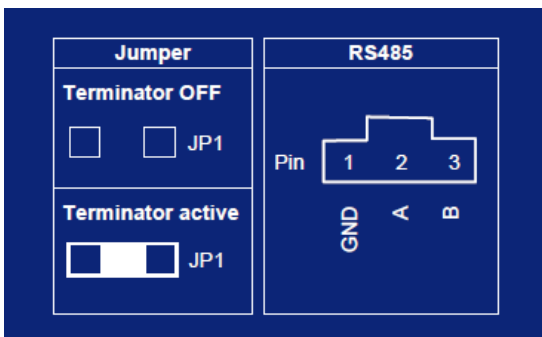 Jumper
Terminator OFF
JP1
Terminator active
JP1
RS485
Pin 1 2 3
GND A B